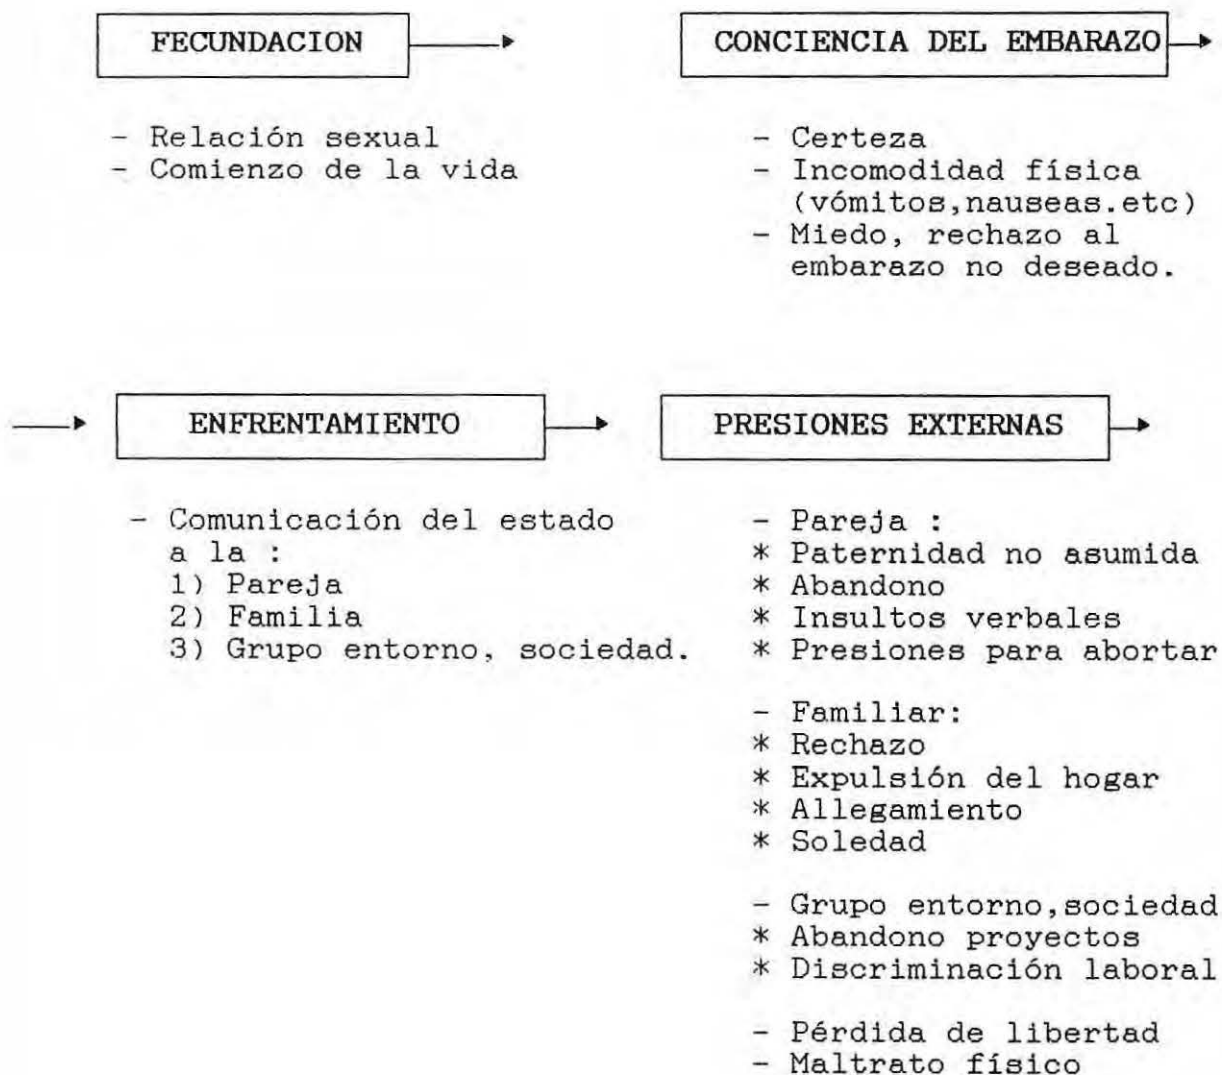 FECUNDACION
- Relación sexual
- Comienzo de la vida
CONCIENCIA DEL EMBARAZO
- Certeza
- Incomodidad física
(vómitos,nauseas.etc)
- Miedo, rechazo al
embarazo no deseado.
ENFRENTAMIENTO
- Comunicación del estado
a la :
1) Pareja
2) Familia
3) Grupo entorno, sociedad.
PRESIONES EXTERNAS
- Pareja :
* Paternidad no asumida
* Abandono
* Insultos verbales
* Presiones para abortar
- Familiar:
* Rechazo
* Expulsión del hogar
* Allegamiento
* Soledad
- Grupo entorno,sociedad
* Abandono proyectos
* Discriminación laboral
- Pérdida de libertad
- Maltrato físico